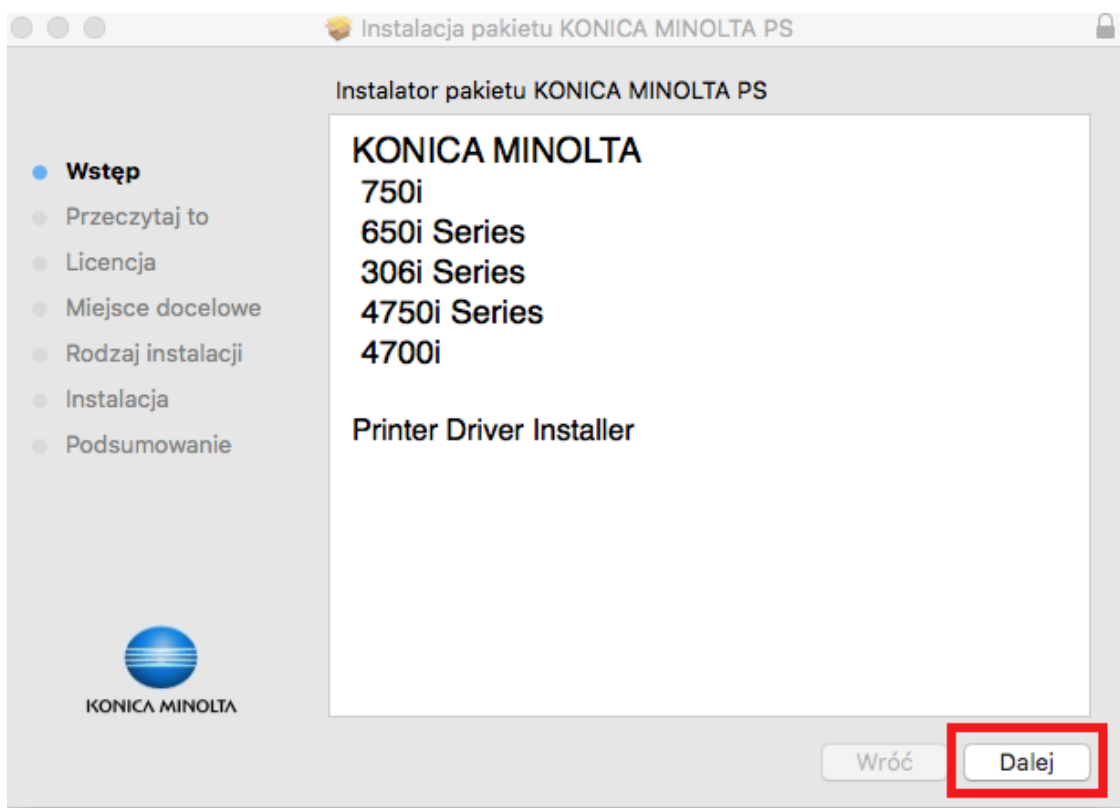 Instalacja pakietu KONICA MINOLTA PS
Instalator pakietu KONICA MINOLTA PS
Wstęp
Przeczytaj to
Licencja
Miejsce docelowe
Rodzaj instalacji
Instalacja
Podsumowanie
KONICA MINOLTA
KONICA MINOLTA
750i
650i Series
306i Series
4750i Series
4700i
Printer Driver Installer
Wróć
Dalej